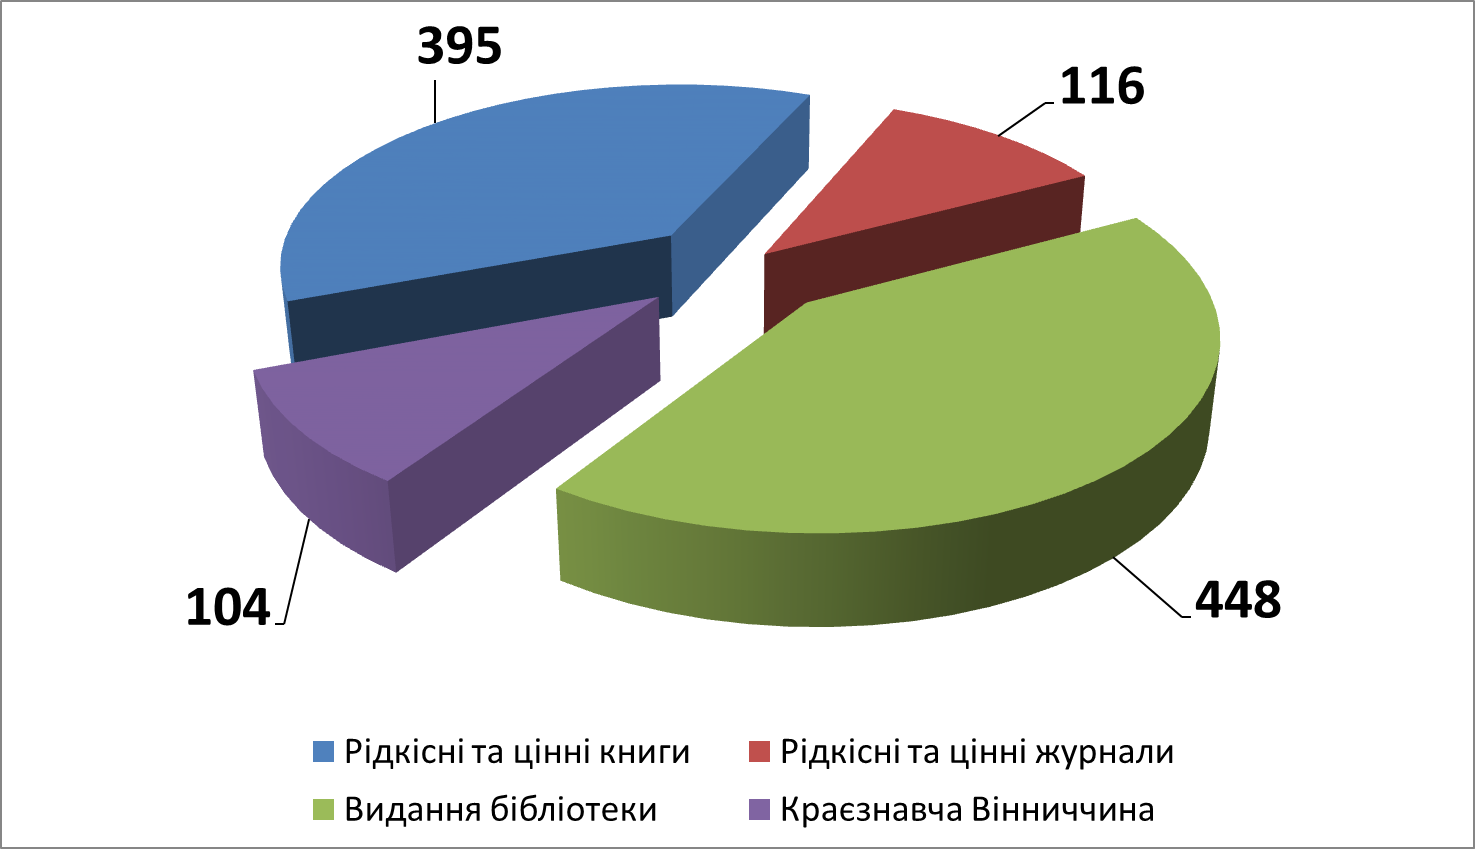 395
116
104
448
Рідкісні та цінні книги
Рідкісні та цінні журнали
Видання бібліотеки
Краєзнавча Вінниччина